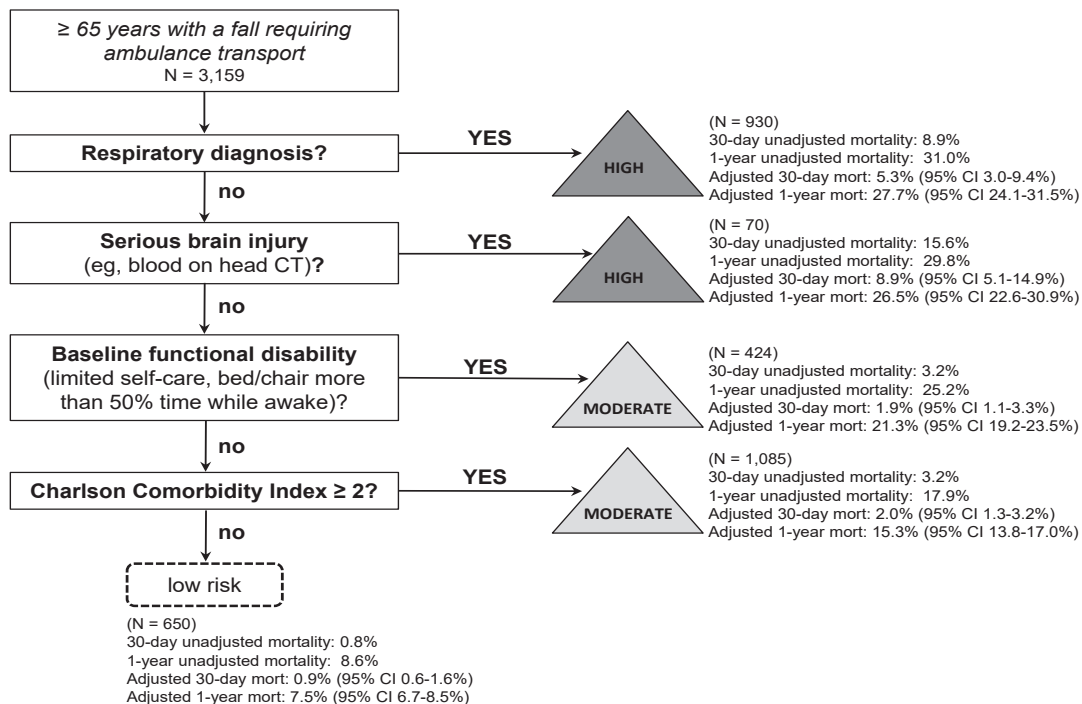 ≥ 65 years with a fall requiring
ambulance transport
N = 3,159
Respiratory diagnosis?
YES
HIGH
(N = 930)
30-day unadjusted mortality: 8.9%
1-year unadjusted mortality: 31.0%
Adjusted 30-day mort: 5.3% (95% CI 3.0-9.4%)
Adjusted 1-year mort: 27.7% (95% CI 24.1-31.5%)
no
Serious brain injury
(eg, blood on head CT)?
YES
HIGH
(N = 70)
30-day unadjusted mortality: 15.6%
1-year unadjusted mortality: 29.8%
Adjusted 30-day mort: 8.9% (95% CI 5.1-14.9%)
Adjusted 1-year mort: 26.5% (95% CI 22.6-30.9%)
no
Baseline functional disability
(limited self-care, bed/chair more
than 50% time while awake)?
YES
MODERATE
(N = 424)
30-day unadjusted mortality: 3.2%
1-year unadjusted mortality: 25.2%
Adjusted 30-day mort: 1.9% (95% CI 1.1-3.3%)
Adjusted 1-year mort: 21.3% (95% CI 19.2-23.5%)
no
Charlson Comorbidity Index ≥ 2?
YES
MODERATE
(N = 1,085)
30-day unadjusted mortality: 3.2%
1-year unadjusted mortality: 17.9%
Adjusted 30-day mort: 2.0% (95% CI 1.3-3.2%)
Adjusted 1-year mort: 15.3% (95% CI 13.8-17.0%)
no
low risk
(N = 650)
30-day unadjusted mortality: 0.8%
1-year unadjusted mortality: 8.6%
Adjusted 30-day mort: 0.9% (95% CI 0.6-1.6%)
Adjusted 1-year mort: 7.5% (95% CI 6.7-8.5%)